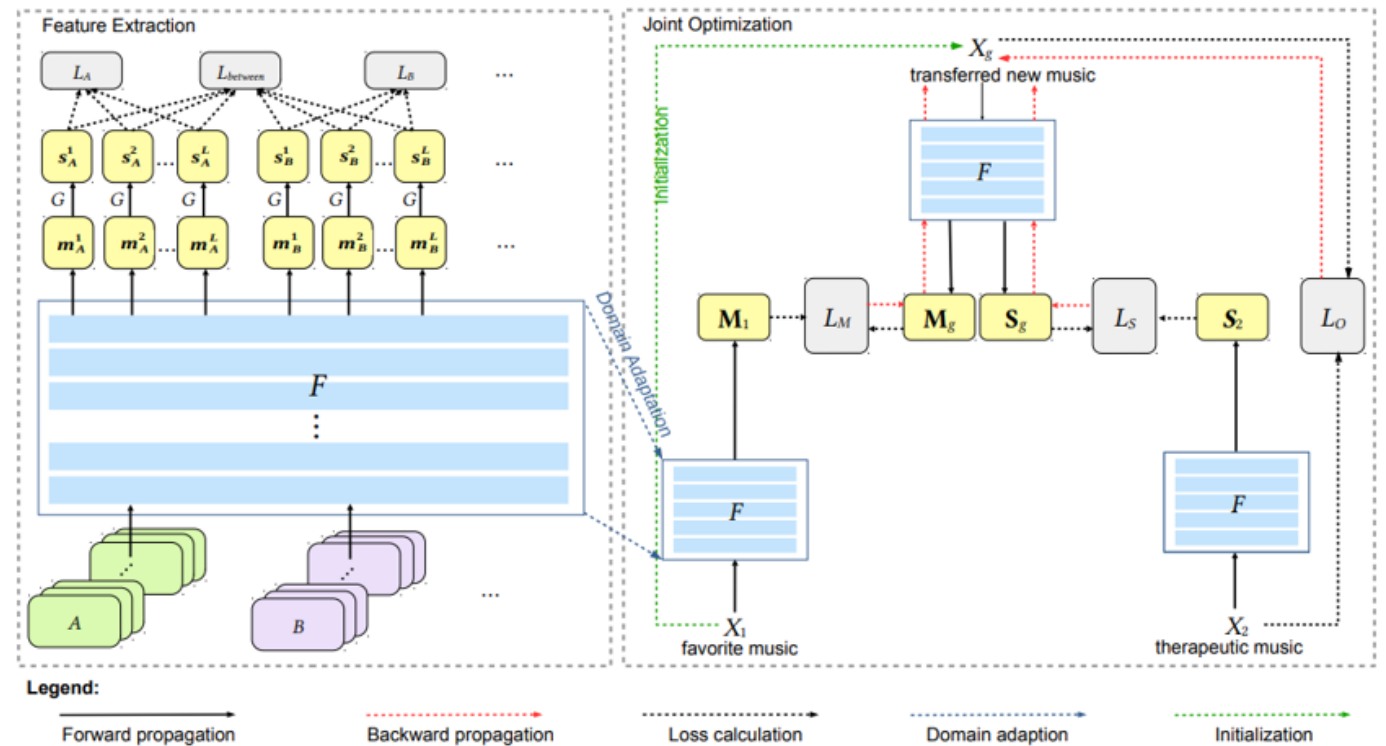 Feature Extraction
L_A L_between L_B ...
s_A^1 s_A^2 ... s_A^L s_B^1 s_B^2 ... s_B^L ...
G G G G G G
m_A^1 m_A^2 ... m_A^L m_B^1 m_B^2 ... m_B^L ...
F
⋮
A B ...
Domain Adaptation
Joint Optimization
X_g
transferred new music
Initialization
F
M_1 L_M M_g S_g L_S S_2 L_O
F F
X_1 X_2
favorite music therapeutic music
Legend:
Forward propagation Backward propagation Loss calculation Domain adaption Initialization